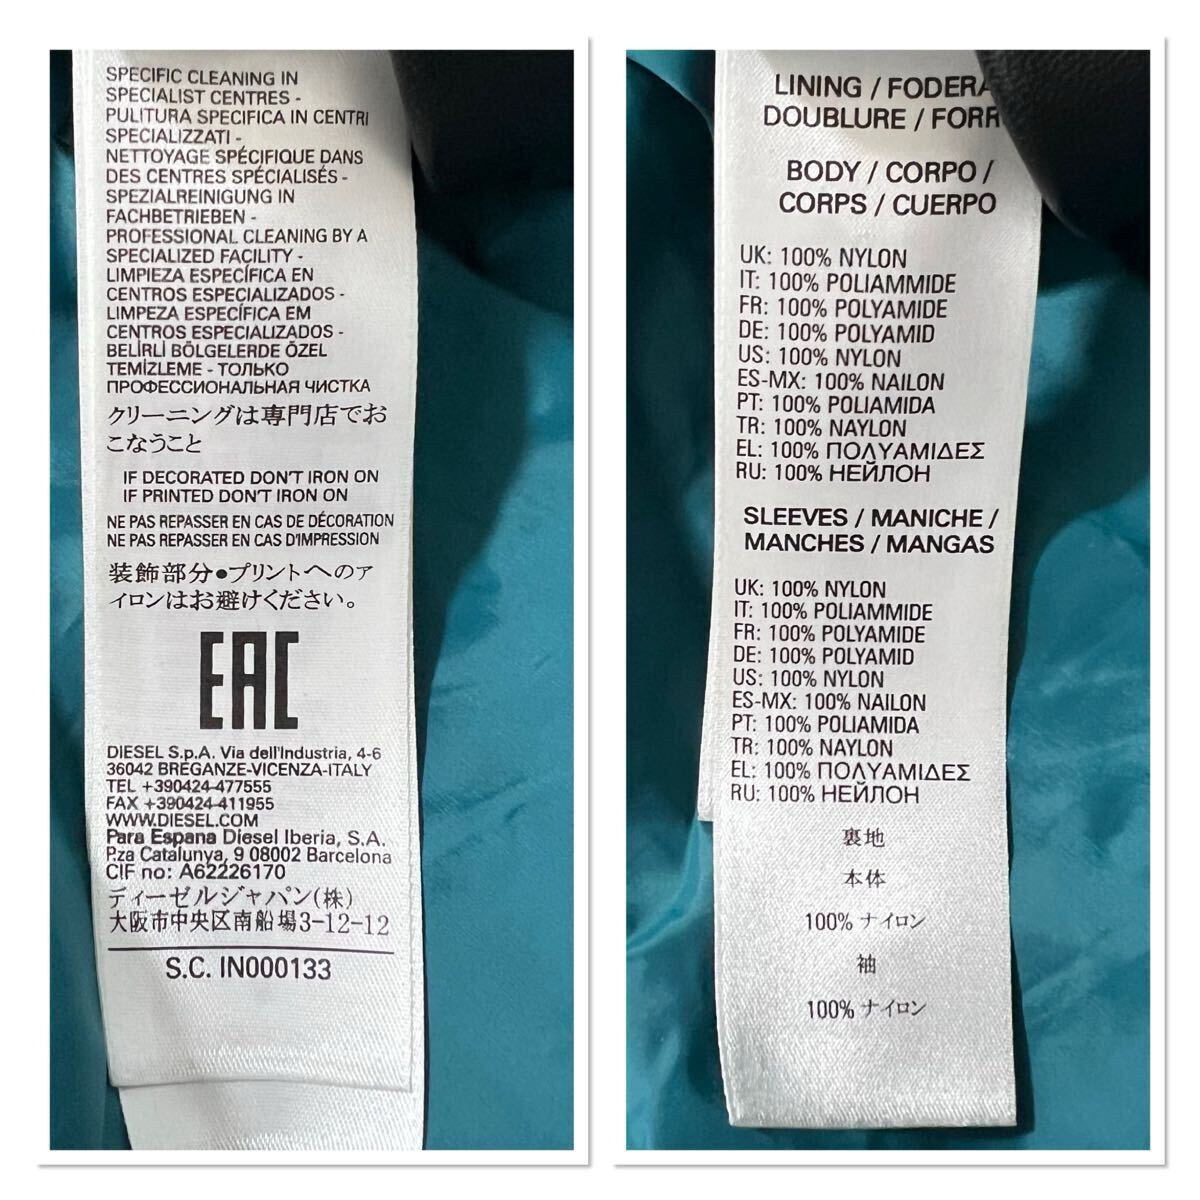 SPECIFIC CLEANING IN
SPECIALIST CENTRES -
PULITURA SPECIFICA IN CENTRI
SPECIALIZZATI -
NETTOYAGE SPÉCIFIQUE DANS
DES CENTRES SPÉCIALISÉS -
SPEZIALREINIGUNG IN
FACHBETRIEBEN -
PROFESSIONAL CLEANING BY A
SPECIALIZED FACILITY -
LIMPIEZA ESPECÍFICA EN
CENTROS ESPECIALIZADOS -
LIMPEZA ESPECÍFICA EM
CENTROS ESPECIALIZADOS -
BELİRLİ BÖLGELERDE ÖZEL
TEMİZLEME - ТОЛЬКО
ПРОФЕССИОНАЛЬНАЯ ЧИСТКА
クリーニングは専門店でお
こなうこと
IF DECORATED DON'T IRON ON
IF PRINTED DON'T IRON ON
NE PAS REPASSER EN CAS DE DÉCORATION
NE PAS REPASSER EN CAS D'IMPRESSION
装飾部分●プリントへのア
イロンはお避けください。
EAC
DIESEL S.p.A. Via dell'Industria, 4-6
36042 BREGANZE-VICENZA-ITALY
TEL +390424-477555
FAX +390424-411955
WWW.DIESEL.COM
Para Espana Diesel Iberia, S.A.
P.za Catalunya, 9 08002 Barcelona
CIF no: A62226170
ディーゼルジャパン(株)
大阪市中央区南船場3-12-12
S.C. IN000133
LINING / FODERA
DOUBLURE / FORR
BODY / CORPO /
CORPS / CUERPO
UK: 100% NYLON
IT: 100% POLIAMMIDE
FR: 100% POLYAMIDE
DE: 100% POLYAMID
US: 100% NYLON
ES-MX: 100% NAILON
PT: 100% POLIAMIDA
TR: 100% NAYLON
EL: 100% ΠΟΛΥΑΜΙΔΕΣ
RU: 100% НЕЙЛОН
SLEEVES / MANICHE /
MANCHES / MANGAS
UK: 100% NYLON
IT: 100% POLIAMMIDE
FR: 100% POLYAMIDE
DE: 100% POLYAMID
US: 100% NYLON
ES-MX: 100% NAILON
PT: 100% POLIAMIDA
TR: 100% NAYLON
EL: 100% ΠΟΛΥΑΜΙΔΕΣ
RU: 100% НЕЙЛОН
裏地
本体
100% ナイロン
袖
100% ナイロン